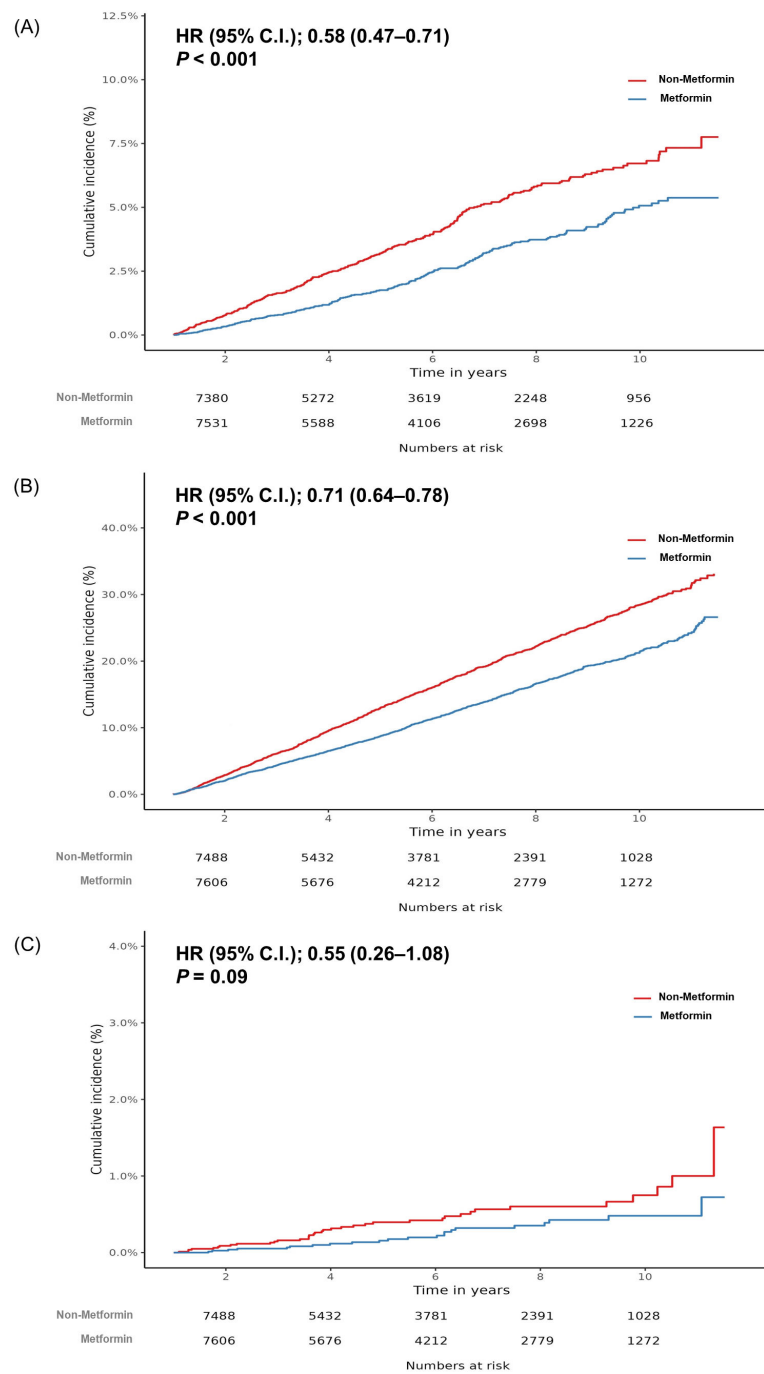 (A)
HR (95% C.I.); 0.58 (0.47–0.71)
P < 0.001
Non-Metformin
Metformin
Cumulative incidence (%)
12.5%
10.0%
7.5%
5.0%
2.5%
0.0%
2 4 6 8 10
Time in years
Non-Metformin 7380 5272 3619 2248 956
Metformin 7531 5588 4106 2698 1226
Numbers at risk
(B)
HR (95% C.I.); 0.71 (0.64–0.78)
P < 0.001
Non-Metformin
Metformin
Cumulative incidence (%)
40.0%
30.0%
20.0%
10.0%
0.0%
2 4 6 8 10
Time in years
Non-Metformin 7488 5432 3781 2391 1028
Metformin 7606 5676 4212 2779 1272
Numbers at risk
(C)
HR (95% C.I.); 0.55 (0.26–1.08)
P = 0.09
Non-Metformin
Metformin
Cumulative incidence (%)
4.0%
3.0%
2.0%
1.0%
0.0%
2 4 6 8 10
Time in years
Non-Metformin 7488 5432 3781 2391 1028
Metformin 7606 5676 4212 2779 1272
Numbers at risk